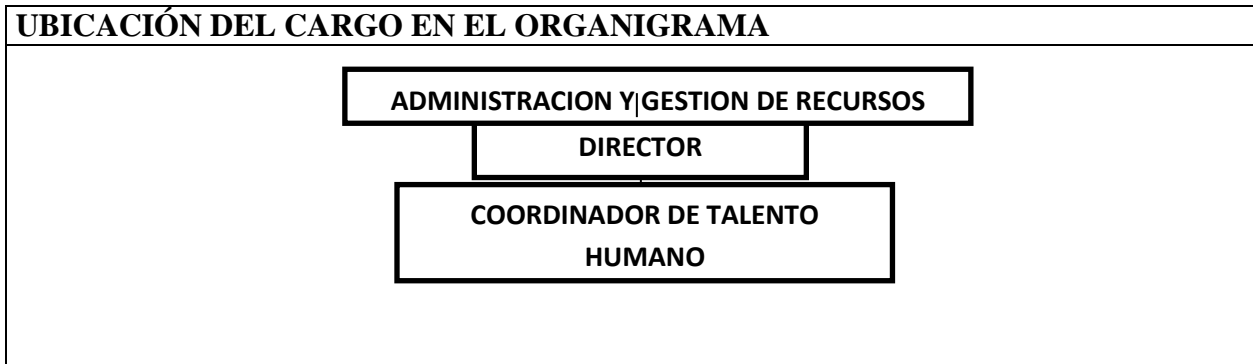 UBICACIÓN DEL CARGO EN EL ORGANIGRAMA
ADMINISTRACION Y GESTION DE RECURSOS
DIRECTOR
COORDINADOR DE TALENTO
HUMANO